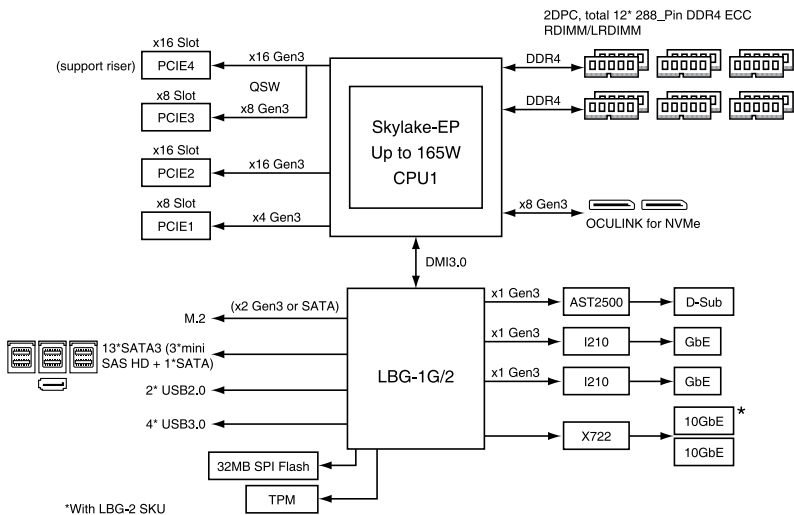 2DPC, total 12* 288_Pin DDR4 ECC
RDIMM/LRDIMM
x16 Slot
(support riser)
PCIE4
x16 Gen3
QSW
x8 Slot
PCIE3
x8 Gen3
x16 Slot
PCIE2
x16 Gen3
x8 Slot
PCIE1
x4 Gen3
Skylake-EP
Up to 165W
CPU1
DDR4
DDR4
x8 Gen3
OCULINK for NVMe
DMI3.0
LBG-1G/2
M.2
(x2 Gen3 or SATA)
13*SATA3 (3*mini
SAS HD + 1*SATA)
2* USB2.0
4* USB3.0
32MB SPI Flash
TPM
x1 Gen3
AST2500
D-Sub
x1 Gen3
I210
GbE
x1 Gen3
I210
GbE
X722
10GbE
*
10GbE
*With LBG-2 SKU